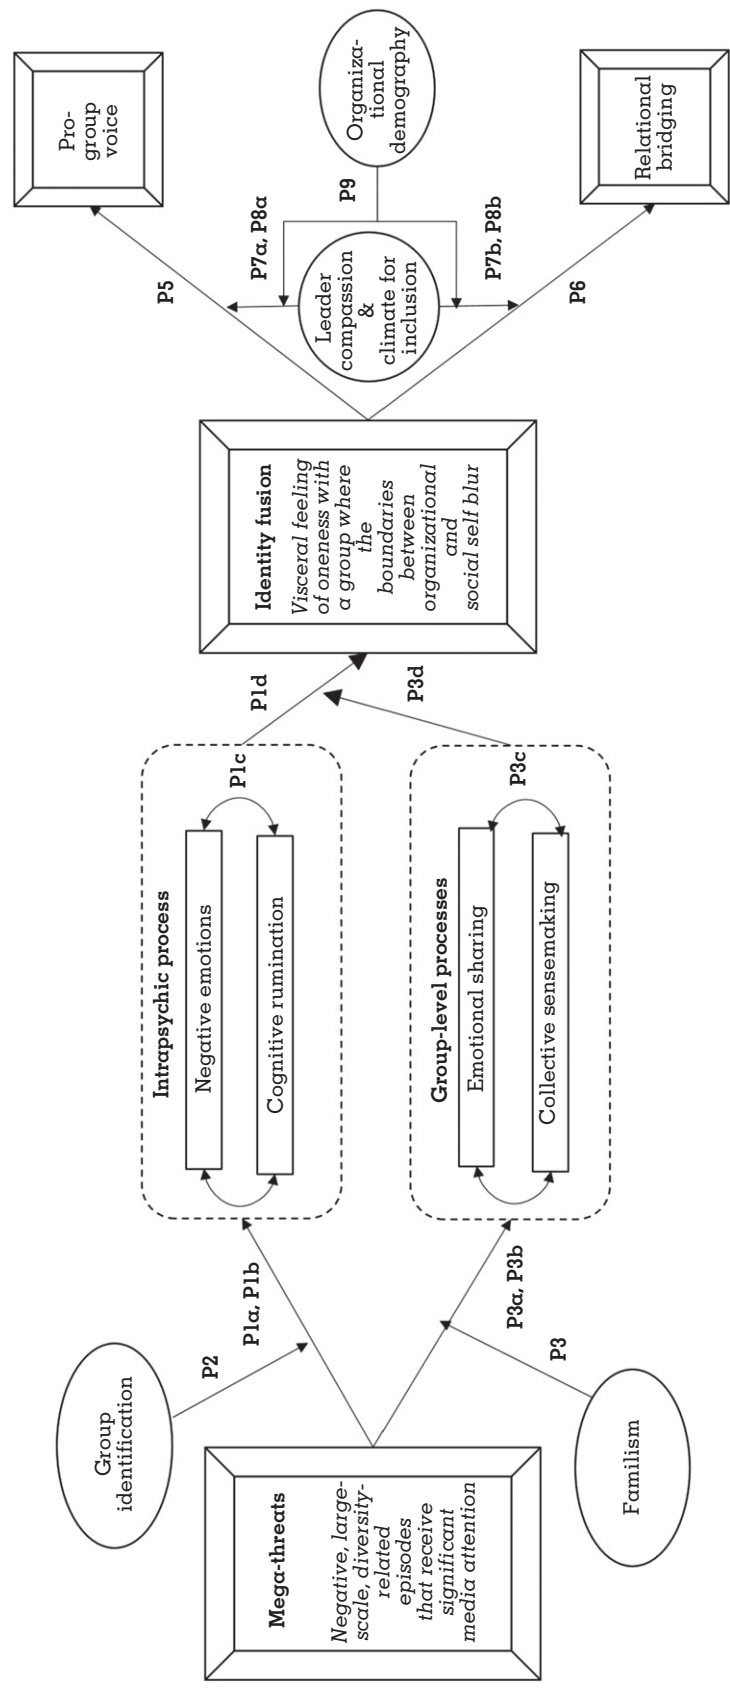 Mega-threats
Negative, large-
scale, diversity-
related
episodes
that receive
significant
media attention
Group
identification
P2
P1a, P1b
Familism
P3
P3a, P3b
Intrapsychic process
Negative emotions
Cognitive rumination
P1c
Group-level processes
Emotional sharing
Collective sensemaking
P3c
P1d
P3d
Identity fusion
Visceral feeling
of oneness with
a group where
the
boundaries
between
organizational
and
social self blur
P5
P6
Leader
compassion
&
climate for
inclusion
P7a, P8a
P7b, P8b
P9
Organiza-
tional
demography
Pro-
group
voice
Relational
bridging